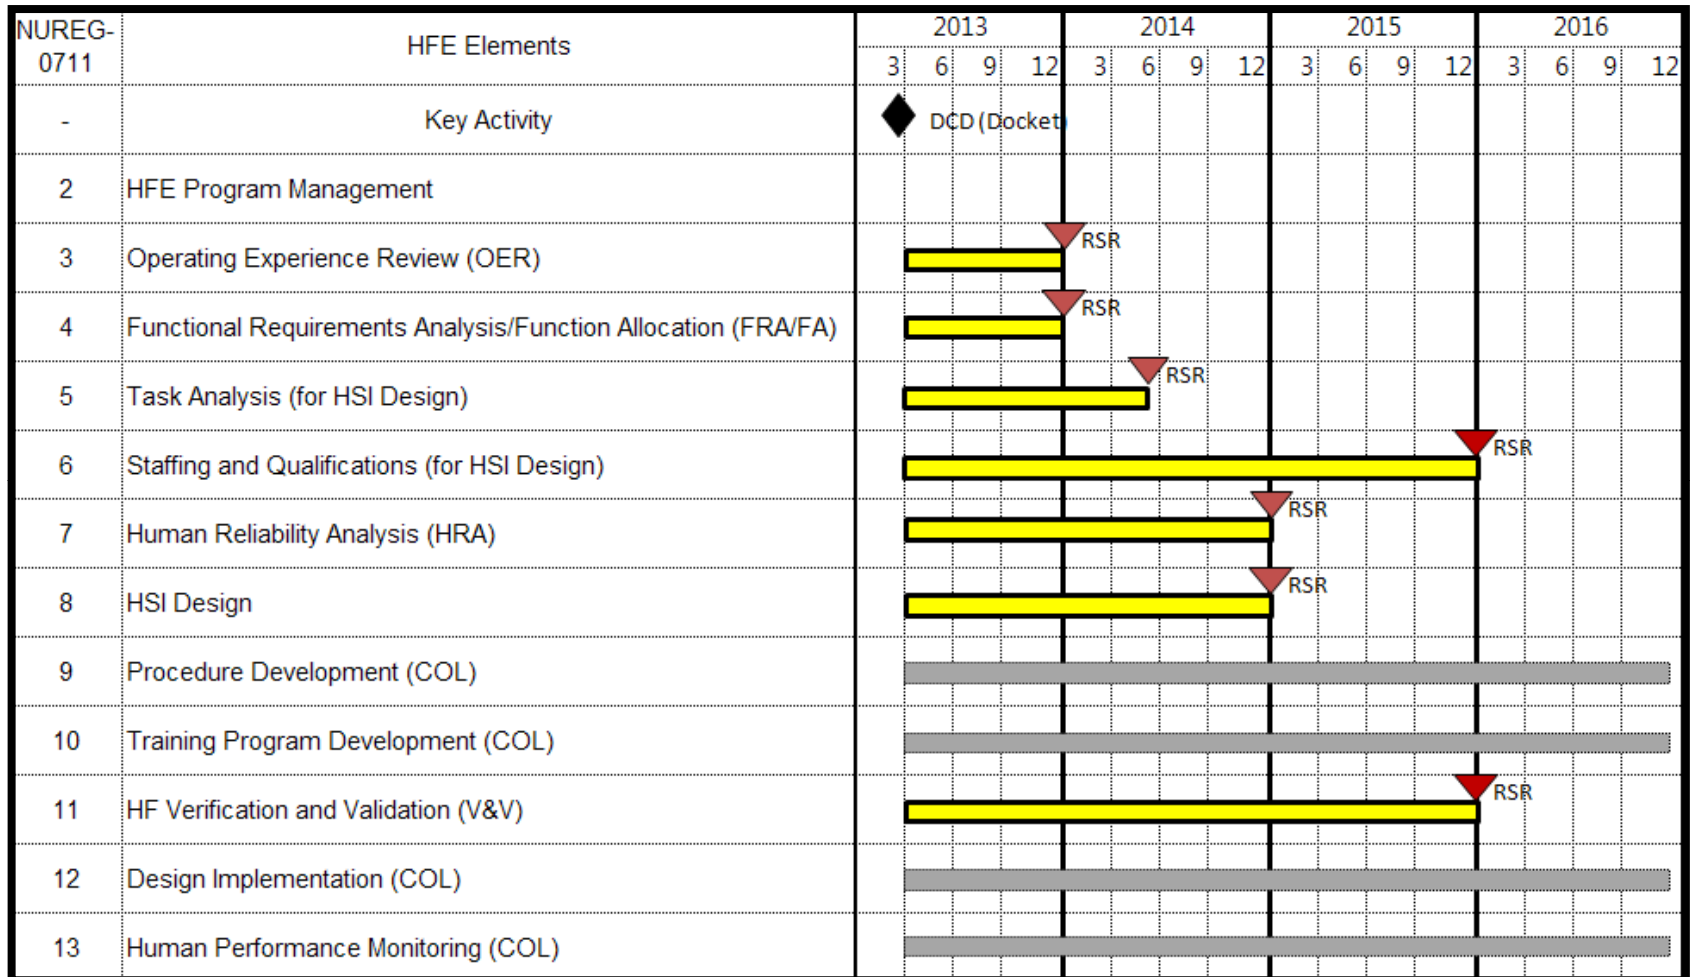 NUREG-
0711
HFE Elements
2013 2014 2015 2016
3 6 9 12 3 6 9 12 3 6 9 12 3 6 9 12
- Key Activity DCD (Docket)
2 HFE Program Management
3 Operating Experience Review (OER) RSR
4 Functional Requirements Analysis/Function Allocation (FRA/FA) RSR
5 Task Analysis (for HSI Design) RSR
6 Staffing and Qualifications (for HSI Design) RSR
7 Human Reliability Analysis (HRA) RSR
8 HSI Design RSR
9 Procedure Development (COL)
10 Training Program Development (COL)
11 HF Verification and Validation (V&V) RSR
12 Design Implementation (COL)
13 Human Performance Monitoring (COL)